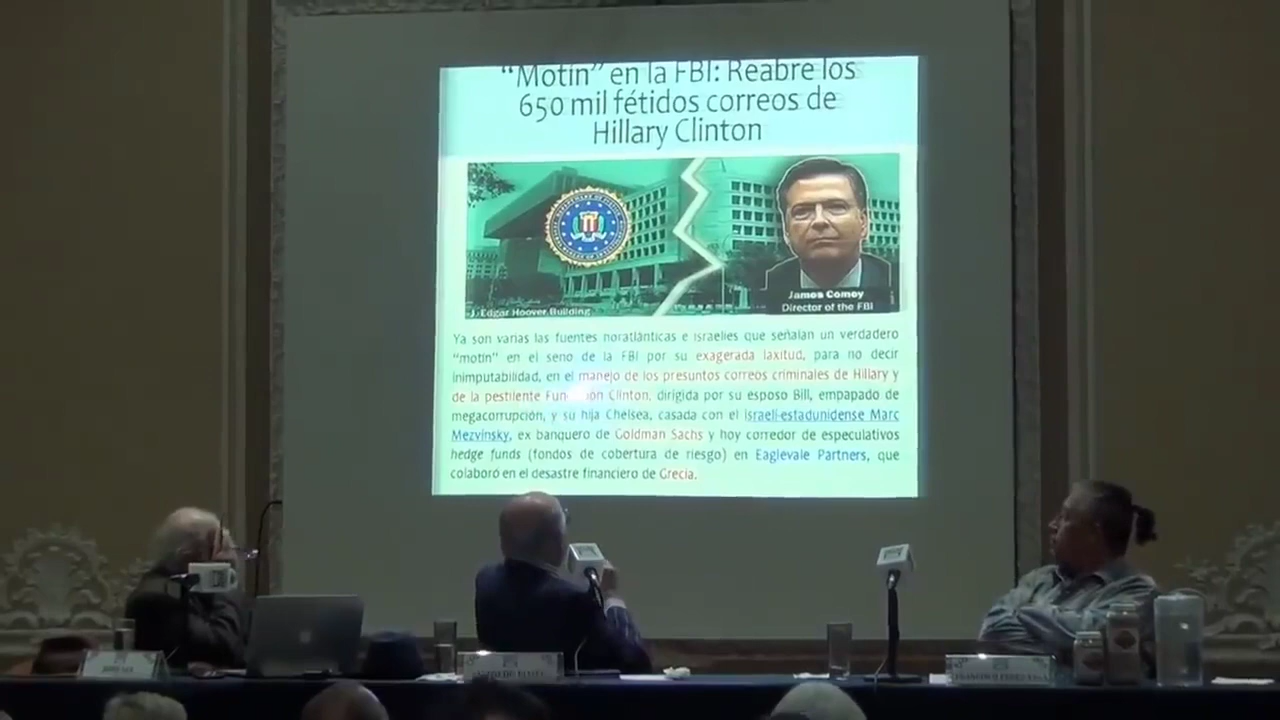 “Motín” en la FBI: Reabre los
650 mil fétidos correos de
Hillary Clinton
James Comey
Director of the FBI
J. Edgar Hoover Building
Ya son varias las fuentes noratlánticas e israelíes que señalan un verdadero
“motín” en el seno de la FBI por su exagerada laxitud, para no decir
inimputabilidad, en el manejo de los presuntos correos criminales de Hillary y
de la pestilente Fundación Clinton, dirigida por su esposo Bill, empapado de
megacorrupción, y su hija Chelsea, casada con el israelí-estadunidense Marc
Mezvinsky, ex banquero de Goldman Sachs y hoy corredor de especulativos
hedge funds (fondos de cobertura de riesgo) en Eaglevale Partners, que
colaboró en el desastre financiero de Grecia.